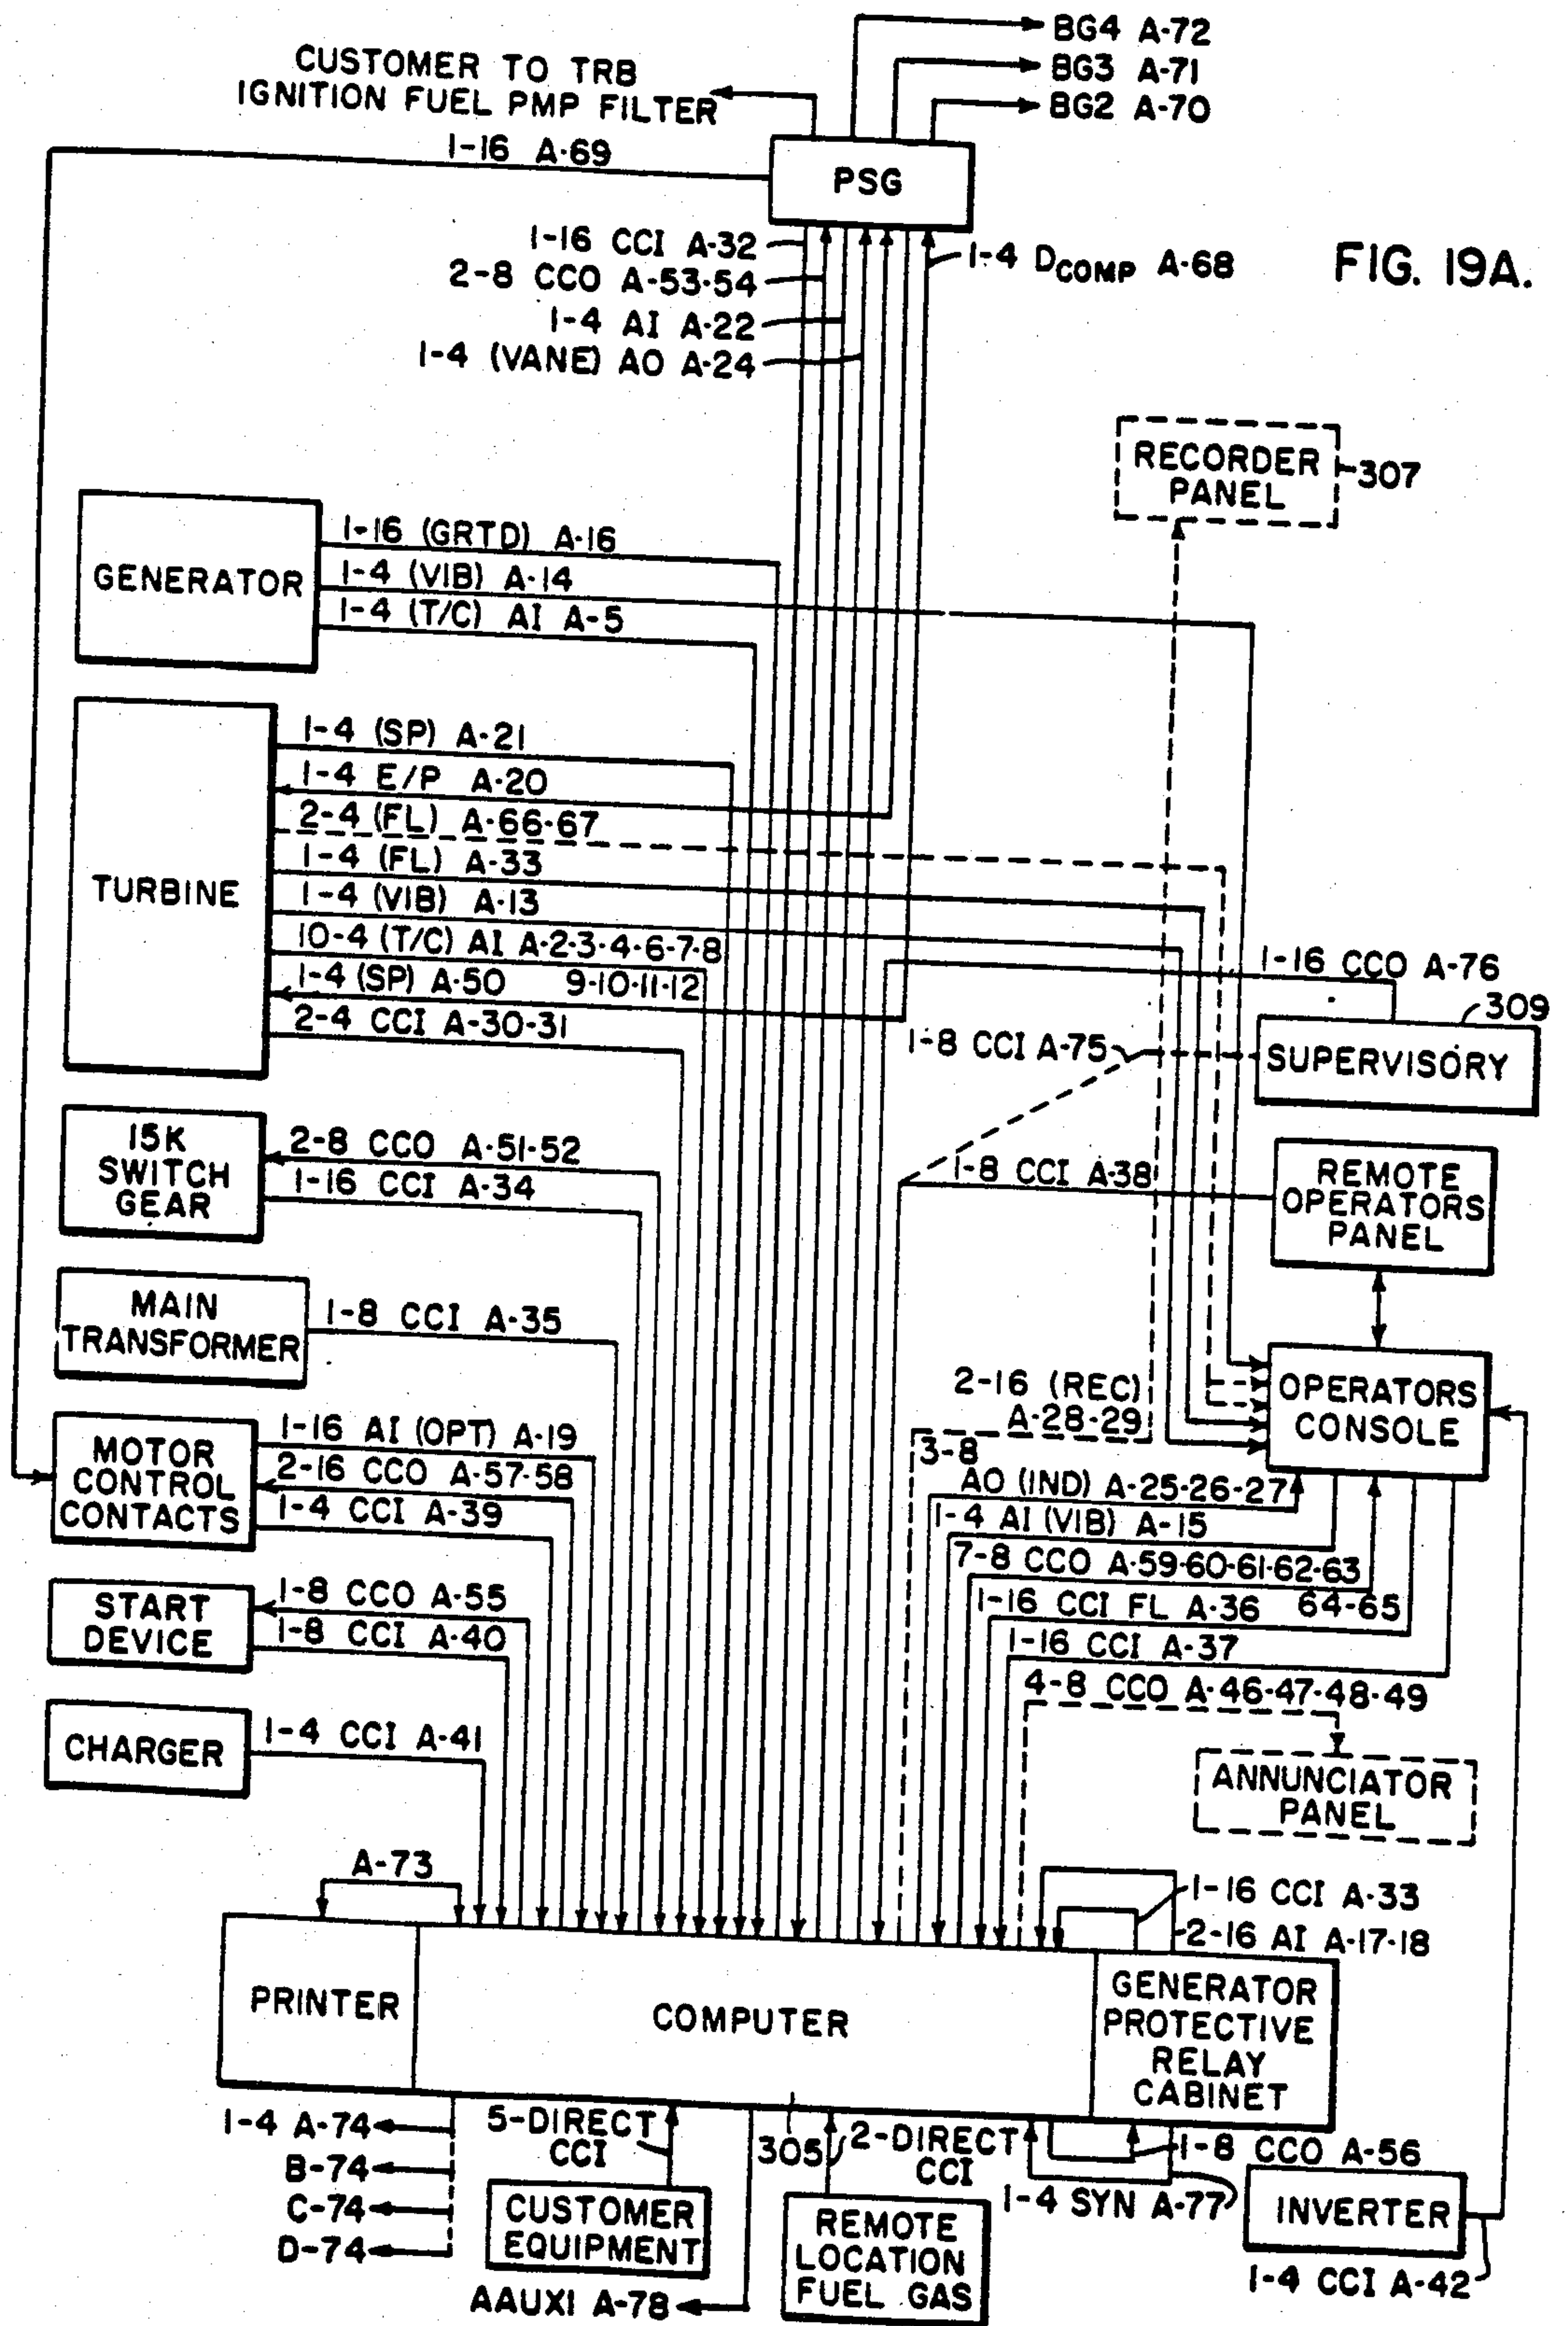 BG4 A-72
CUSTOMER TO TRB
IGNITION FUEL PMP FILTER
BG3 A-71
BG2 A-70
1-16 A-69
PSG
1-16 CCI A-32
2-8 CCO A-53-54
1-4 AI A-22
1-4 (VANE) AO A-24
1-4 DCOMP A-68
FIG. 19A.
RECORDER
PANEL
307
GENERATOR
1-16 (GRTD) A-16
1-4 (VIB) A-14
1-4 (T/C) AI A-5
TURBINE
1-4 (SP) A-21
1-4 E/P A-20
2-4 (FL) A-66-67
1-4 (FL) A-33
1-4 (VIB) A-13
10-4 (T/C) AI A-2-3-4-6-7-8
1-4 (SP) A-50 9-10-11-12
2-4 CCI A-30-31
1-16 CCO A-76
309
1-8 CCI A-75
SUPERVISORY
15K
SWITCH
GEAR
2-8 CCO A-51-52
1-16 CCI A-34
1-8 CCI A-38
REMOTE
OPERATORS
PANEL
MAIN
TRANSFORMER
1-8 CCI A-35
OPERATORS
CONSOLE
2-16 (REC)
A-28-29
MOTOR
CONTROL
CONTACTS
1-16 AI (OPT) A-19
2-16 CCO A-57-58
1-4 CCI A-39
3-8
AO (IND) A-25-26-27
1-4 AI (VIB) A-15
7-8 CCO A-59-60-61-62-63
64-65
1-16 CCI FL A-36
1-16 CCI A-37
4-8 CCO A-46-47-48-49
START
DEVICE
1-8 CCO A-55
1-8 CCI A-40
CHARGER
1-4 CCI A-41
ANNUNCIATOR
PANEL
A-73
1-16 CCI A-33
2-16 AI A-17-18
PRINTER
COMPUTER
GENERATOR
PROTECTIVE
RELAY
CABINET
1-4 A-74
B-74
C-74
D-74
5-DIRECT
CCI
305
2-DIRECT
CCI
1-8 CCO A-56
1-4 SYN A-77
CUSTOMER
EQUIPMENT
REMOTE
LOCATION
FUEL GAS
INVERTER
1-4 CCI A-42
AAUX1 A-78